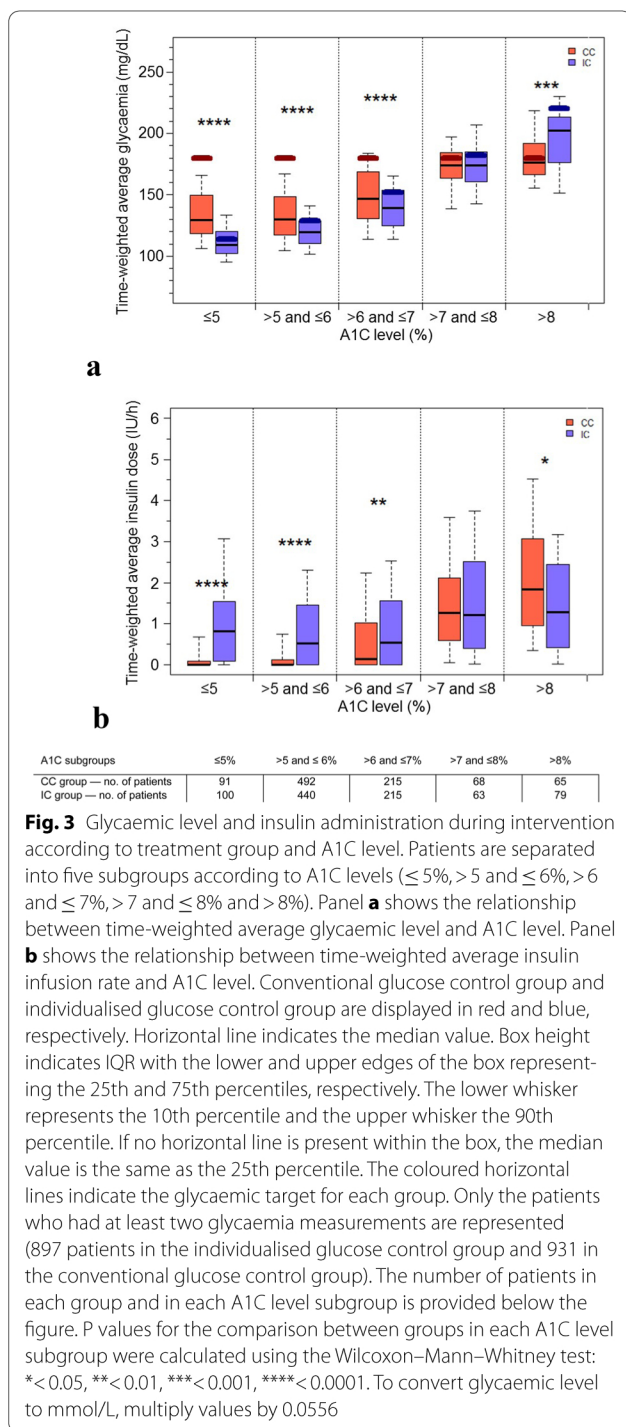 Time-weighted average glycaemia (mg/dL)
250
200
150
100
****
****
****
***
CC
IC
≤5
>5 and ≤6
>6 and ≤7
>7 and ≤8
>8
A1C level (%)
a
Time-weighted average insulin dose (IU/h)
6
5
4
3
2
1
0
****
****
**
*
CC
IC
≤5
>5 and ≤6
>6 and ≤7
>7 and ≤8
>8
A1C level (%)
b
A1C subgroups ≤5% >5 and ≤ 6% >6 and ≤7% >7 and ≤8% >8%
CC group — no. of patients 91 492 215 68 65
IC group — no. of patients 100 440 215 63 79
Fig. 3 Glycaemic level and insulin administration during intervention
according to treatment group and A1C level. Patients are separated
into five subgroups according to A1C levels (≤ 5%, > 5 and ≤ 6%, > 6
and ≤ 7%, > 7 and ≤ 8% and > 8%). Panel a shows the relationship
between time-weighted average glycaemic level and A1C level. Panel
b shows the relationship between time-weighted average insulin
infusion rate and A1C level. Conventional glucose control group and
individualised glucose control group are displayed in red and blue,
respectively. Horizontal line indicates the median value. Box height
indicates IQR with the lower and upper edges of the box represent-
ing the 25th and 75th percentiles, respectively. The lower whisker
represents the 10th percentile and the upper whisker the 90th
percentile. If no horizontal line is present within the box, the median
value is the same as the 25th percentile. The coloured horizontal
lines indicate the glycaemic target for each group. Only the patients
who had at least two glycaemia measurements are represented
(897 patients in the individualised glucose control group and 931 in
the conventional glucose control group). The number of patients in
each group and in each A1C level subgroup is provided below the
figure. P values for the comparison between groups in each A1C level
subgroup were calculated using the Wilcoxon–Mann–Whitney test:
*< 0.05, **< 0.01, ***< 0.001, ****< 0.0001. To convert glycaemic level
to mmol/L, multiply values by 0.0556